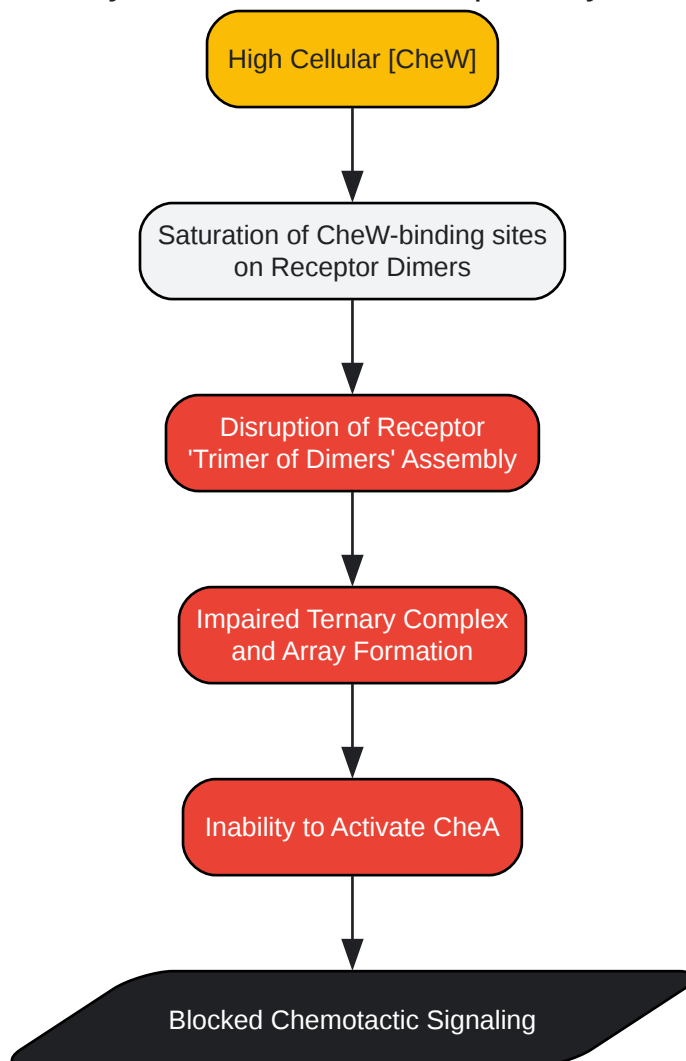 High Cellular [CheW]
Saturation of CheW-binding sites
on Receptor Dimers
Disruption of Receptor
'Trimer of Dimers' Assembly
Impaired Ternary Complex
and Array Formation
Inability to Activate CheA
Blocked Chemotactic Signaling